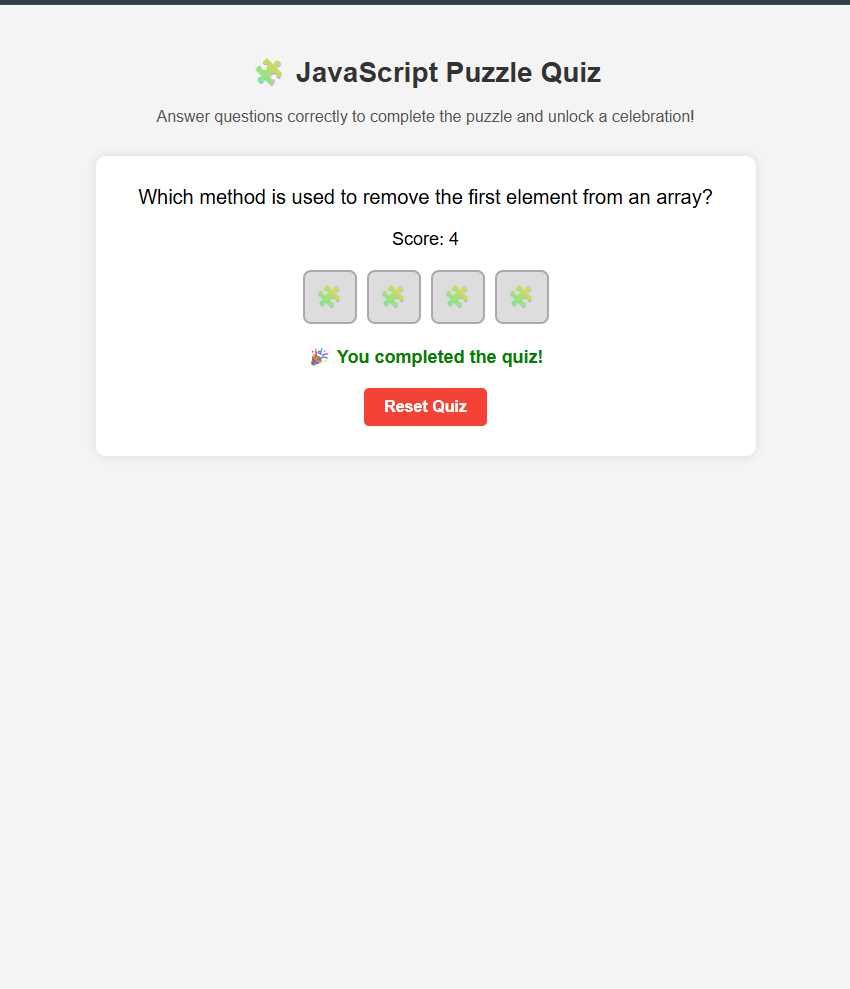 🧩 JavaScript Puzzle Quiz
Answer questions correctly to complete the puzzle and unlock a celebration!
Which method is used to remove the first element from an array?
Score: 4
🧩 🧩 🧩 🧩
🎉 You completed the quiz!
Reset Quiz